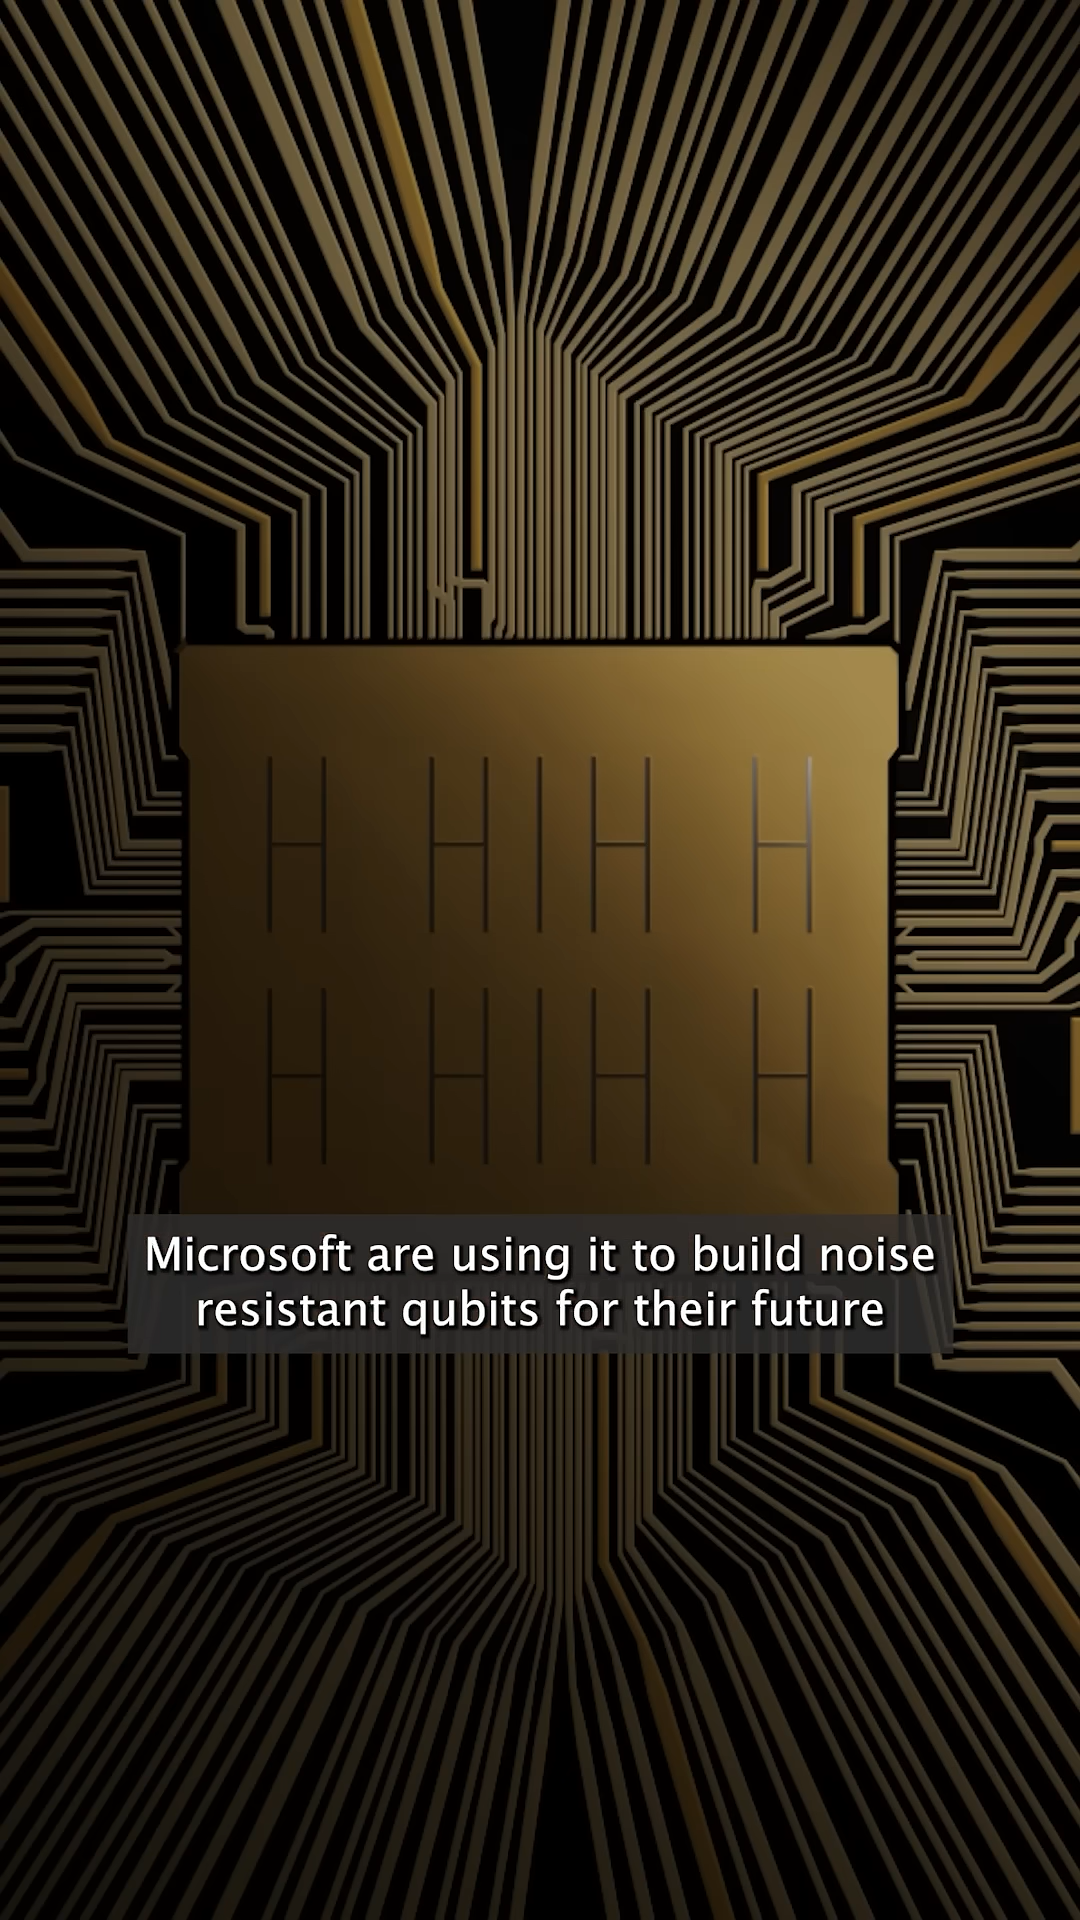 Microsoft are using it to build noise
resistant qubits for their future